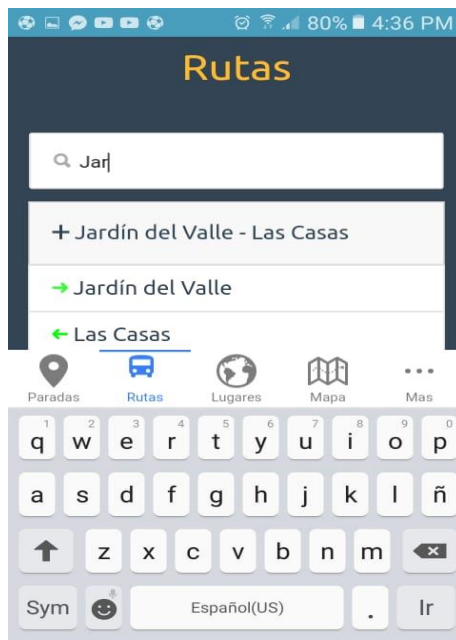 80% 4:36 PM
Rutas
Jar
+ Jardín del Valle - Las Casas
→ Jardín del Valle
← Las Casas
Paradas Rutas Lugares Mapa Mas
1 2 3 4 5 6 7 8 9 0
q w e r t y u i o p
a s d f g h j k l ñ
z x c v b n m
Sym Español(US) . Ir